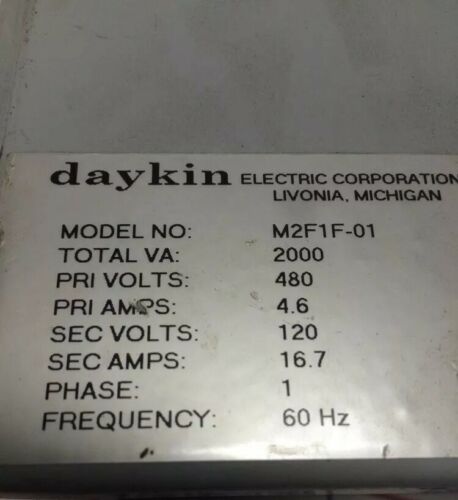 daykin ELECTRIC CORPORATION
LIVONIA, MICHIGAN
MODEL NO: M2F1F-01
TOTAL VA: 2000
PRI VOLTS: 480
PRI AMPS: 4.6
SEC VOLTS: 120
SEC AMPS: 16.7
PHASE: 1
FREQUENCY: 60 Hz